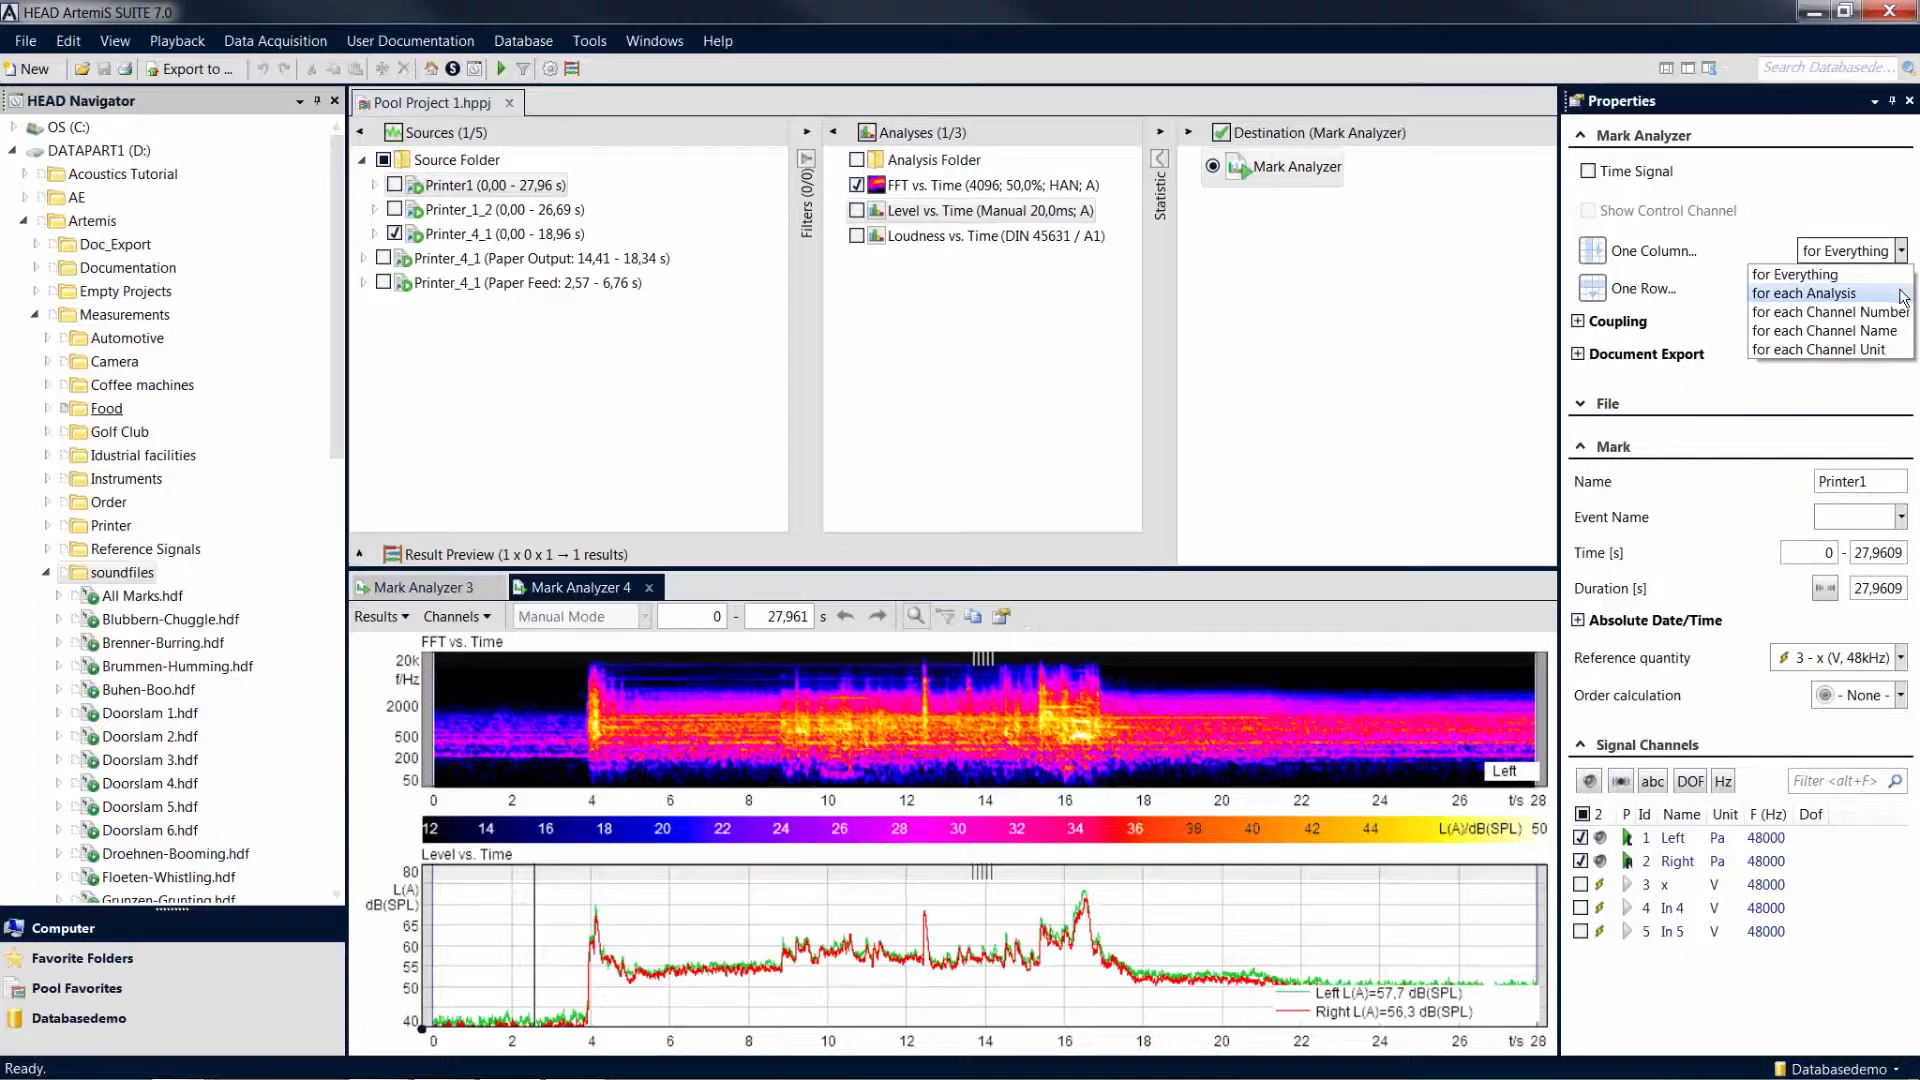 HEAD ArtemiS SUITE 7.0
File Edit View Playback Data Acquisition User Documentation Database Tools Windows Help
New Export to ... Search Databasede...
HEAD Navigator
OS (C:)
DATAPART1 (D:)
Acoustics Tutorial
AE
Artemis
Doc_Export
Documentation
Empty Projects
Measurements
Automotive
Camera
Coffee machines
Food
Golf Club
Idustrial facilities
Instruments
Order
Printer
Reference Signals
soundfiles
All Marks.hdf
Blubbern-Chuggle.hdf
Brenner-Burring.hdf
Brummen-Humming.hdf
Buhen-Boo.hdf
Doorslam 1.hdf
Doorslam 2.hdf
Doorslam 3.hdf
Doorslam 4.hdf
Doorslam 5.hdf
Doorslam 6.hdf
Droehnen-Booming.hdf
Floeten-Whistling.hdf
Grunzen-Grunting.hdf
Computer
Favorite Folders
Pool Favorites
Databasedemo
Ready.
Pool Project 1.hppj
Sources (1/5)
Source Folder
Printer1 (0,00 - 27,96 s)
Printer_1_2 (0,00 - 26,69 s)
Printer_4_1 (0,00 - 18,96 s)
Printer_4_1 (Paper Output: 14,41 - 18,34 s)
Printer_4_1 (Paper Feed: 2,57 - 6,76 s)
Filters (0/0)
Analyses (1/3)
Analysis Folder
FFT vs. Time (4096; 50,0%; HAN; A)
Level vs. Time (Manual 20,0ms; A)
Loudness vs. Time (DIN 45631 / A1)
Statistic
Destination (Mark Analyzer)
Mark Analyzer
Result Preview (1 x 0 x 1 → 1 results)
Mark Analyzer 3 Mark Analyzer 4
Results Channels Manual Mode 0 - 27,961 s
FFT vs. Time
20k
f/Hz
2000
500
200
50
Left
0 2 4 6 8 10 12 14 16 18 20 22 24 26 t/s 28
12 14 16 18 20 22 24 26 28 30 32 34 36 38 40 42 44 L(A)/dB(SPL) 50
Level vs. Time
80
L(A)
dB(SPL)
65
60
55
50
40
Left L(A)=57,7 dB(SPL)
Right L(A)=56,3 dB(SPL)
0 2 4 6 8 10 12 14 16 18 20 22 24 26 t/s 28
Properties
Mark Analyzer
Time Signal
Show Control Channel
One Column... for Everything
for Everything
for each Analysis
for each Channel Number
for each Channel Name
for each Channel Unit
One Row...
Coupling
Document Export
File
Mark
Name Printer1
Event Name
Time [s] 0 - 27,9609
Duration [s] 27,9609
Absolute Date/Time
Reference quantity 3 - x (V, 48kHz)
Order calculation - None -
Signal Channels
abc DOF Hz Filter <alt+F>
2 P Id Name Unit F (Hz) Dof
1 Left Pa 48000
2 Right Pa 48000
3 x V 48000
4 In 4 V 48000
5 In 5 V 48000
Databasedemo